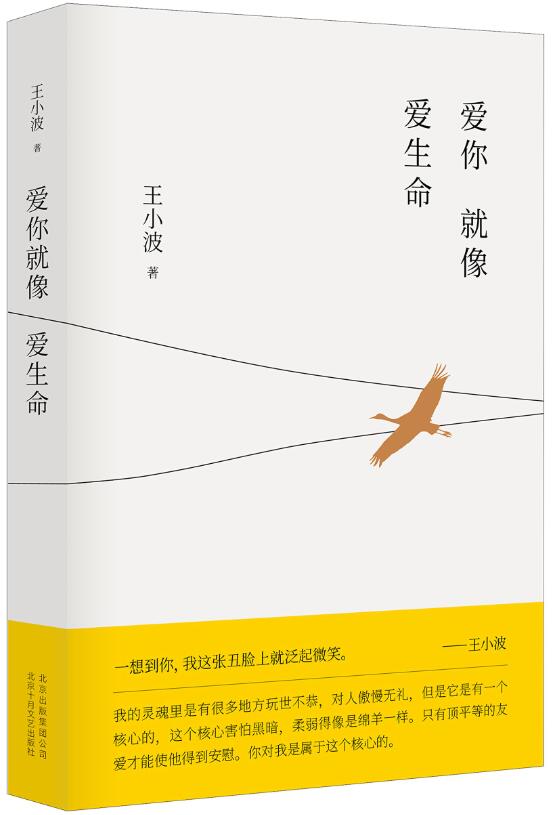 爱你 就像
爱生命
王小波 著
王小波 著
爱你就像 爱生命
北京出版集团公司
北京十月文艺出版社
一想到你,我这张丑脸上就泛起微笑。
——王小波
我的灵魂里是有很多地方玩世不恭,对人傲慢无礼,但是它是有一个
核心的,这个核心害怕黑暗,柔弱得像是绵羊一样。只有顶平等的友
爱才能使他得到安慰。你对我是属于这个核心的。